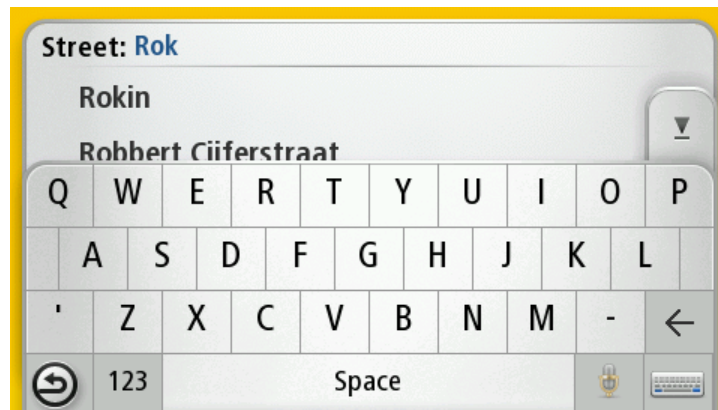 Street: Rok
Rokin
Robbert Cijferstraat
Q W E R T Y U I O P
A S D F G H J K L
' Z X C V B N M -
123 Space